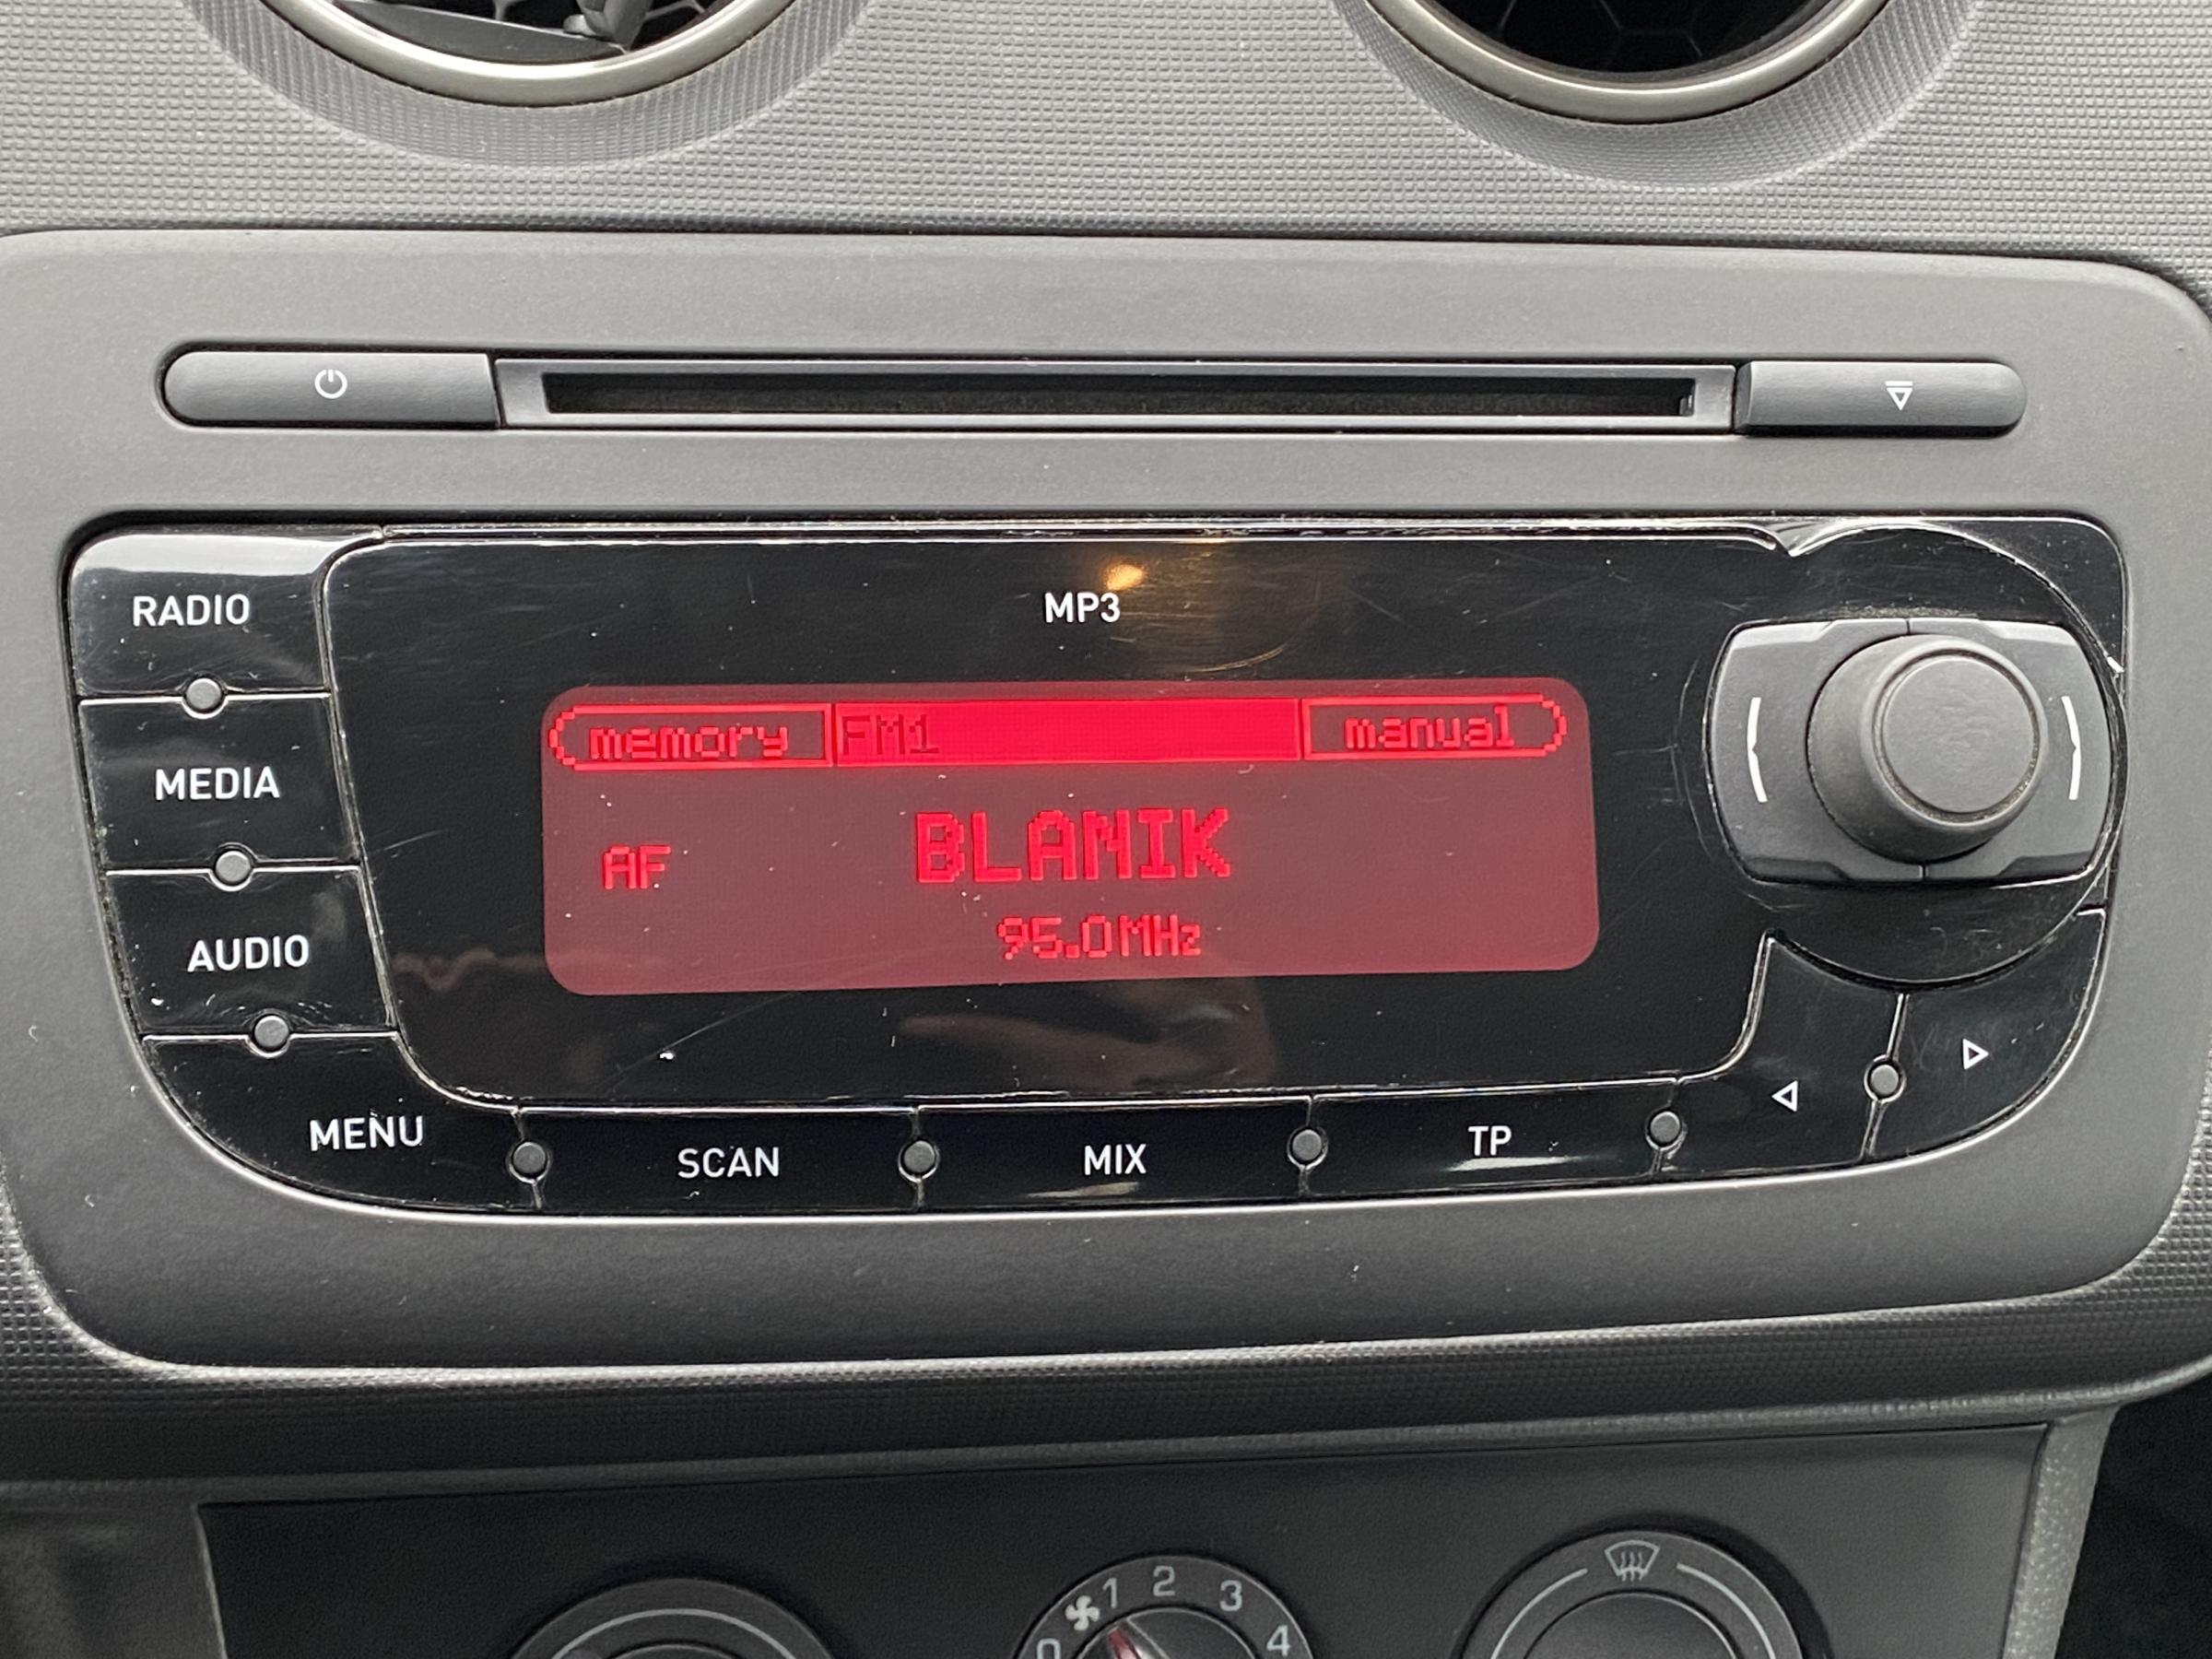 RADIO
MP3
memory FM1 manual
MEDIA
BLANIK
AF
95.0MHz
AUDIO
MENU
SCAN
MIX
TP
0 1 2 3 4